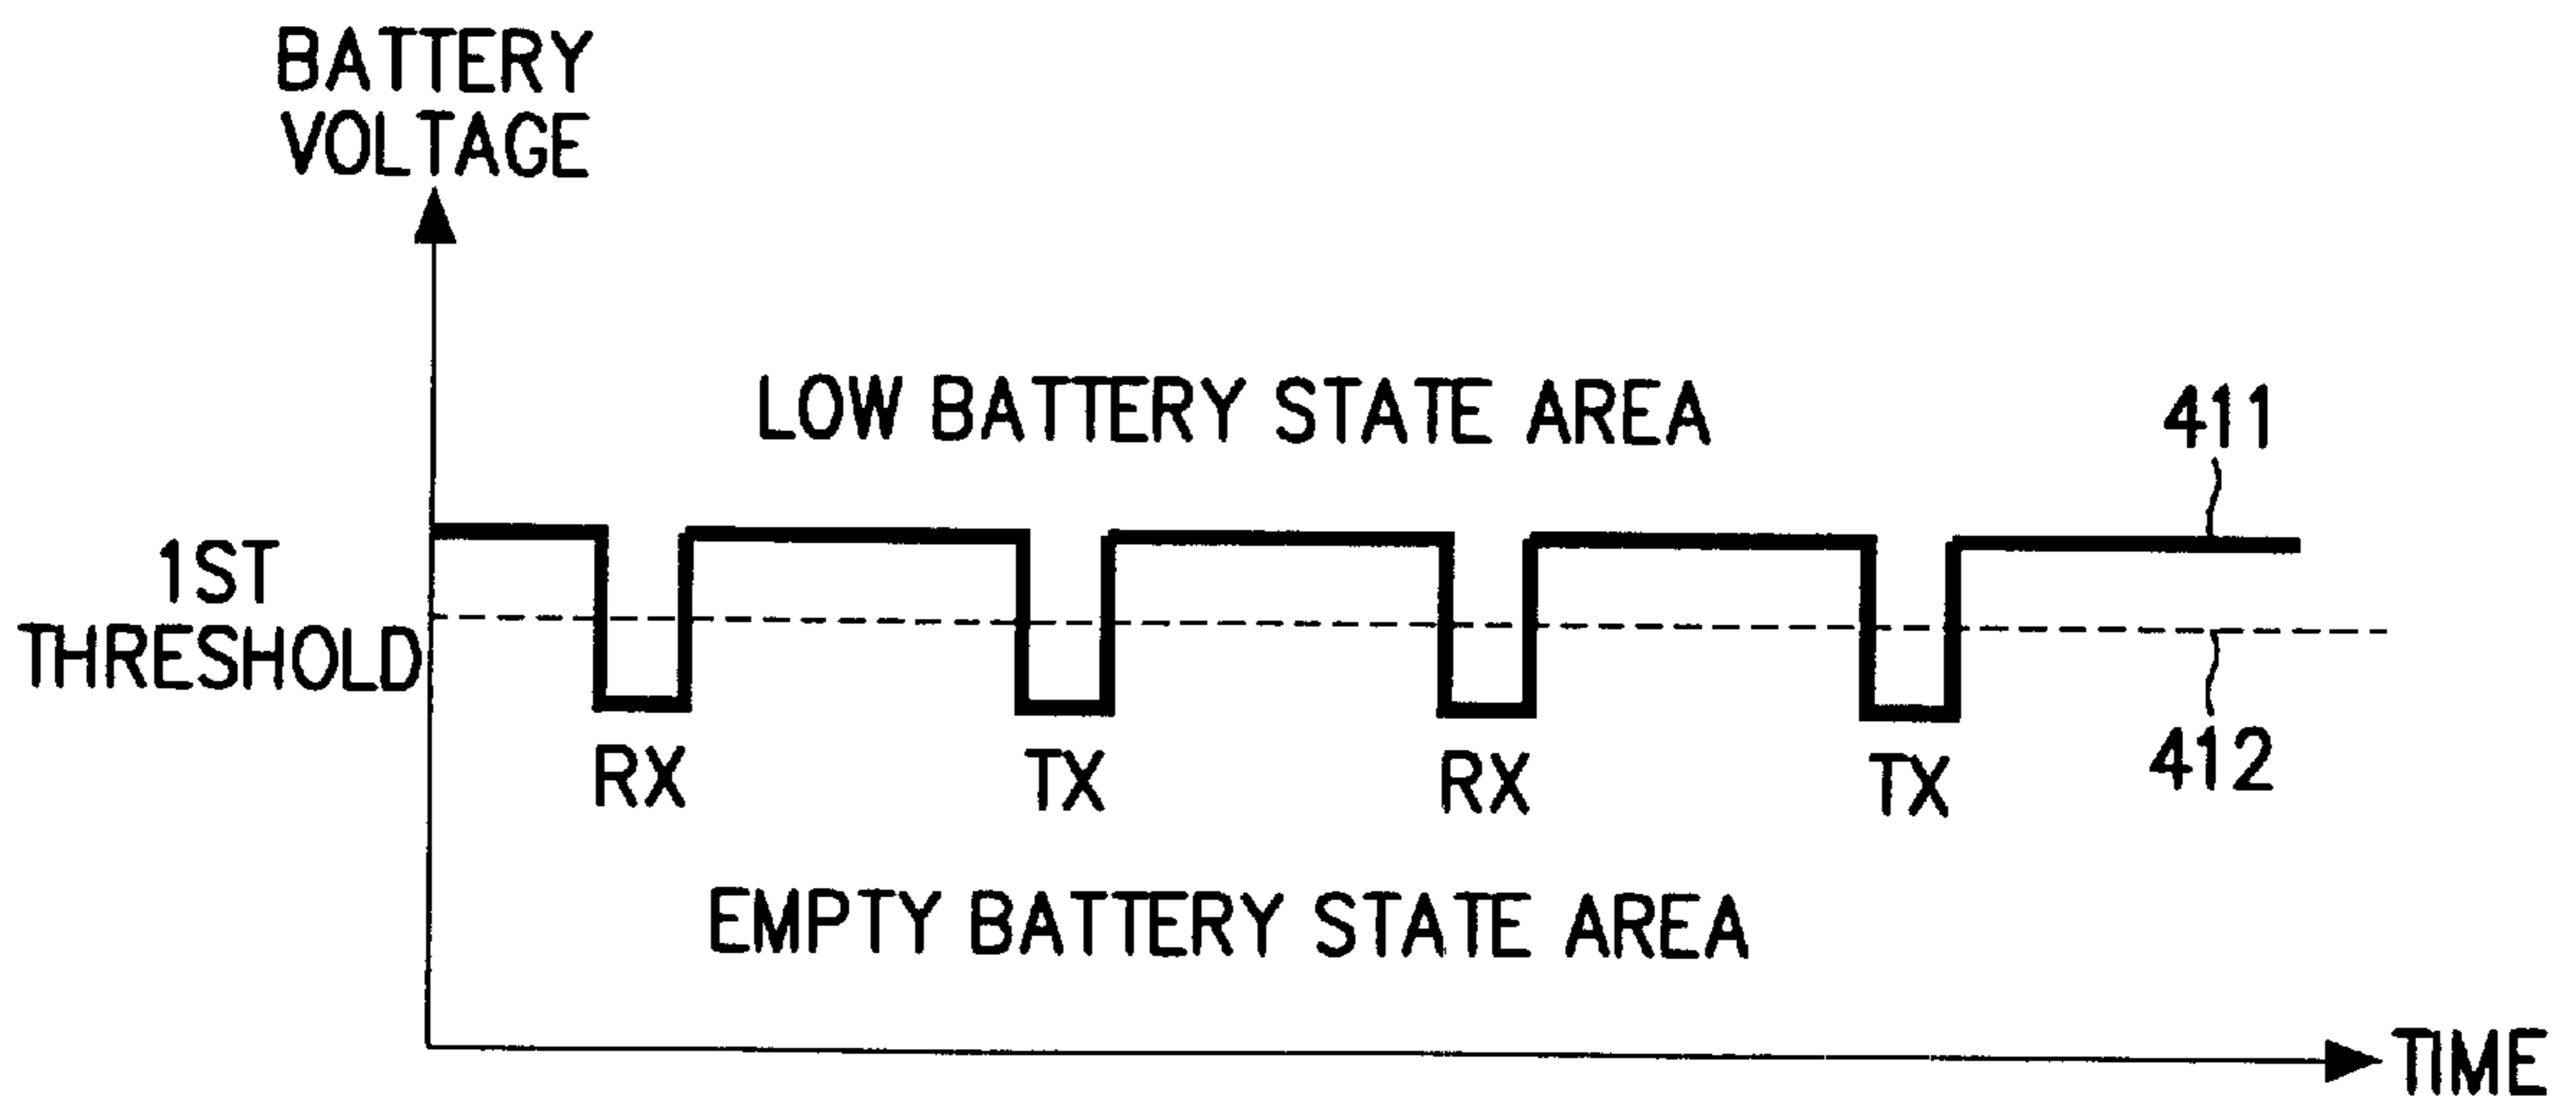 BATTERY
VOLTAGE
LOW BATTERY STATE AREA
411
1ST
THRESHOLD
RX TX RX TX
412
EMPTY BATTERY STATE AREA
TIME